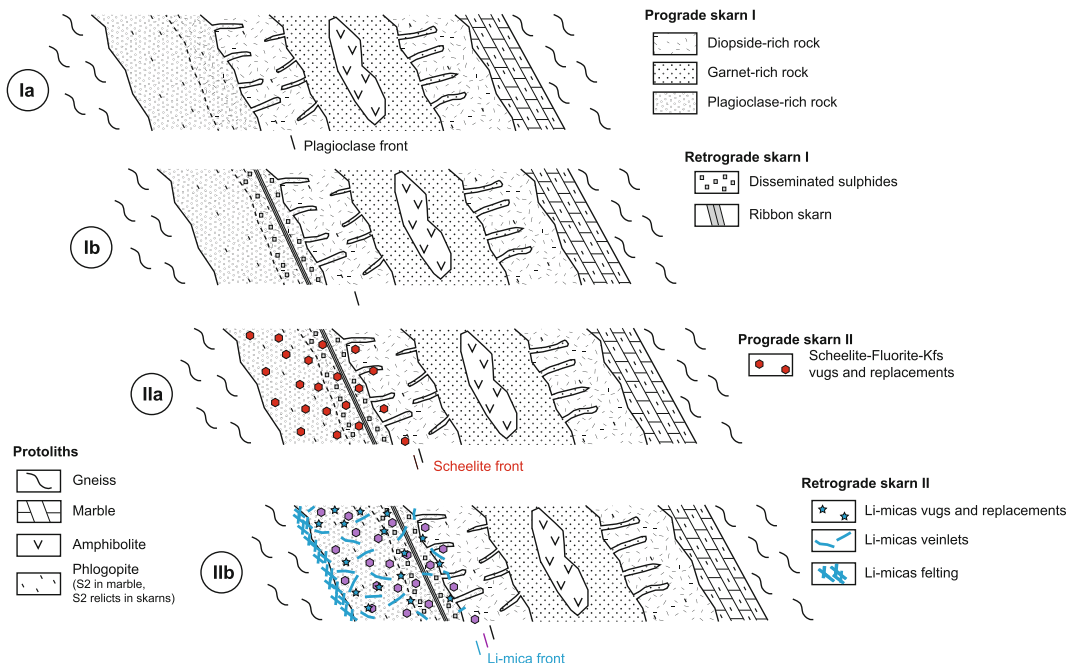 Prograde skarn I
Diopside-rich rock
Garnet-rich rock
Plagioclase-rich rock
Ia
Plagioclase front
Retrograde skarn I
Disseminated sulphides
Ribbon skarn
Ib
Prograde skarn II
Scheelite-Fluorite-Kfs
vugs and replacements
IIa
Scheelite front
Protoliths
Gneiss
Marble
Amphibolite
Phlogopite
(S2 in marble,
S2 relicts in skarns)
Retrograde skarn II
Li-micas vugs and replacements
Li-micas veinlets
Li-micas felting
IIb
Li-mica front